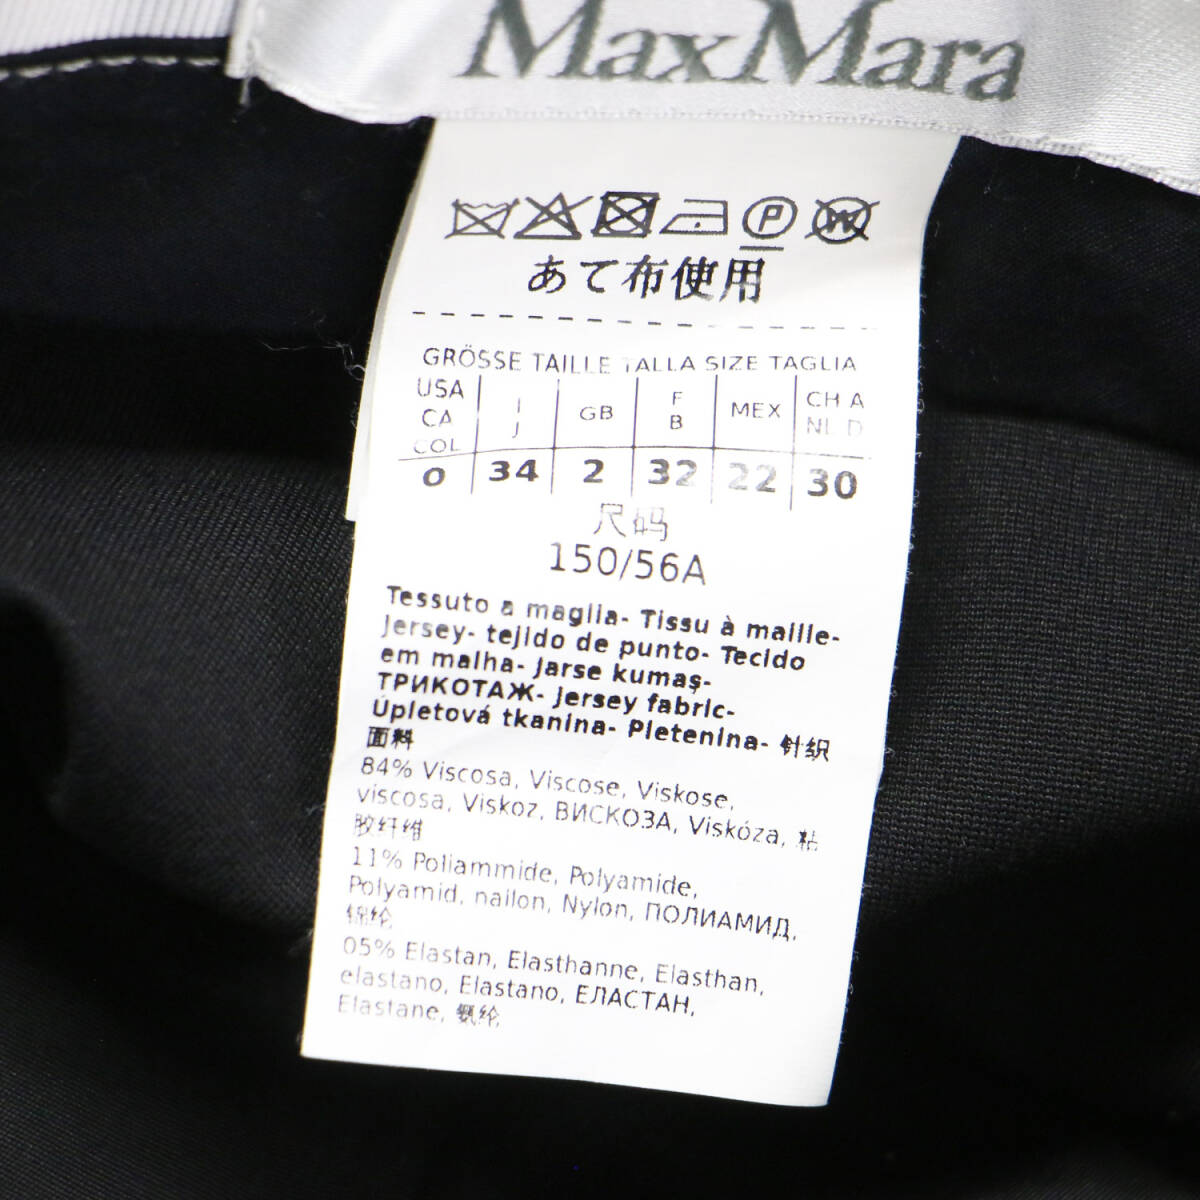 MaxMara
P W
あて布使用
GRÖSSE TAILLE TALLA SIZE TAGLIA
USA CA COL | I J | GB | F B | MEX | CH A NL D
0 | 34 | 2 | 32 | 22 | 30
尺码
150/56A
Tessuto a maglia- Tissu à maille-
Jersey- tejido de punto- Tecido
em malha- Jarse kumaş-
ТРИКОТАЖ- Jersey fabric-
Úpletová tkanina- Pletenina- 针织
面料
84% Viscosa, Viscose, Viskose,
viscosa, Viskoz, ВИСКОЗА, Viskóza, 粘
胶纤维
11% Poliammide, Polyamide,
Polyamid, nailon, Nylon, ПОЛИАМИД,
锦纶
05% Elastan, Elasthanne, Elasthan,
elastano, Elastano, ЕЛАСТАН,
Elastane, 氨纶